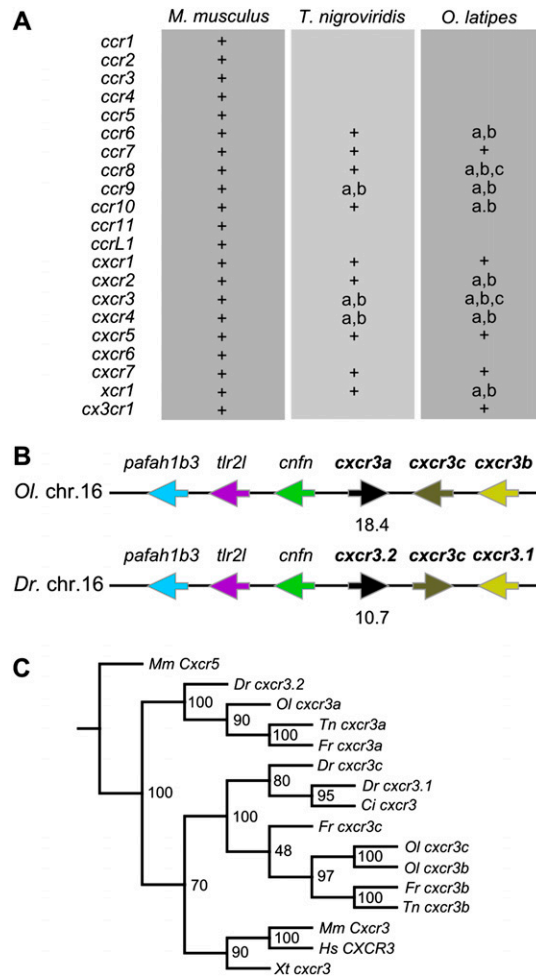 A
M. musculus T. nigroviridis O. latipes
ccr1 +
ccr2 +
ccr3 +
ccr4 +
ccr5 +
ccr6 + + a,b
ccr7 + + +
ccr8 + + a,b,c
ccr9 + a,b a,b
ccr10 + + a.b
ccr11 +
ccrL1 +
cxcr1 + + +
cxcr2 + + a,b
cxcr3 + a,b a,b,c
cxcr4 + a,b a,b
cxcr5 + + +
cxcr6 +
cxcr7 + + +
xcr1 + + a,b
cx3cr1 + +
B
pafah1b3 tlr2l cnfn cxcr3a cxcr3c cxcr3b
Ol. chr.16
18.4
pafah1b3 tlr2l cnfn cxcr3.2 cxcr3c cxcr3.1
Dr. chr.16
10.7
C
Mm Cxcr5
Dr cxcr3.2
100
Ol cxcr3a
90
Tn cxcr3a
100
Fr cxcr3a
100
Dr cxcr3c
80
Dr cxcr3.1
95
Ci cxcr3
100
Fr cxcr3c
48
Ol cxcr3c
100
Ol cxcr3b
97
Fr cxcr3b
100
Tn cxcr3b
70
Mm Cxcr3
100
Hs CXCR3
90
Xt cxcr3